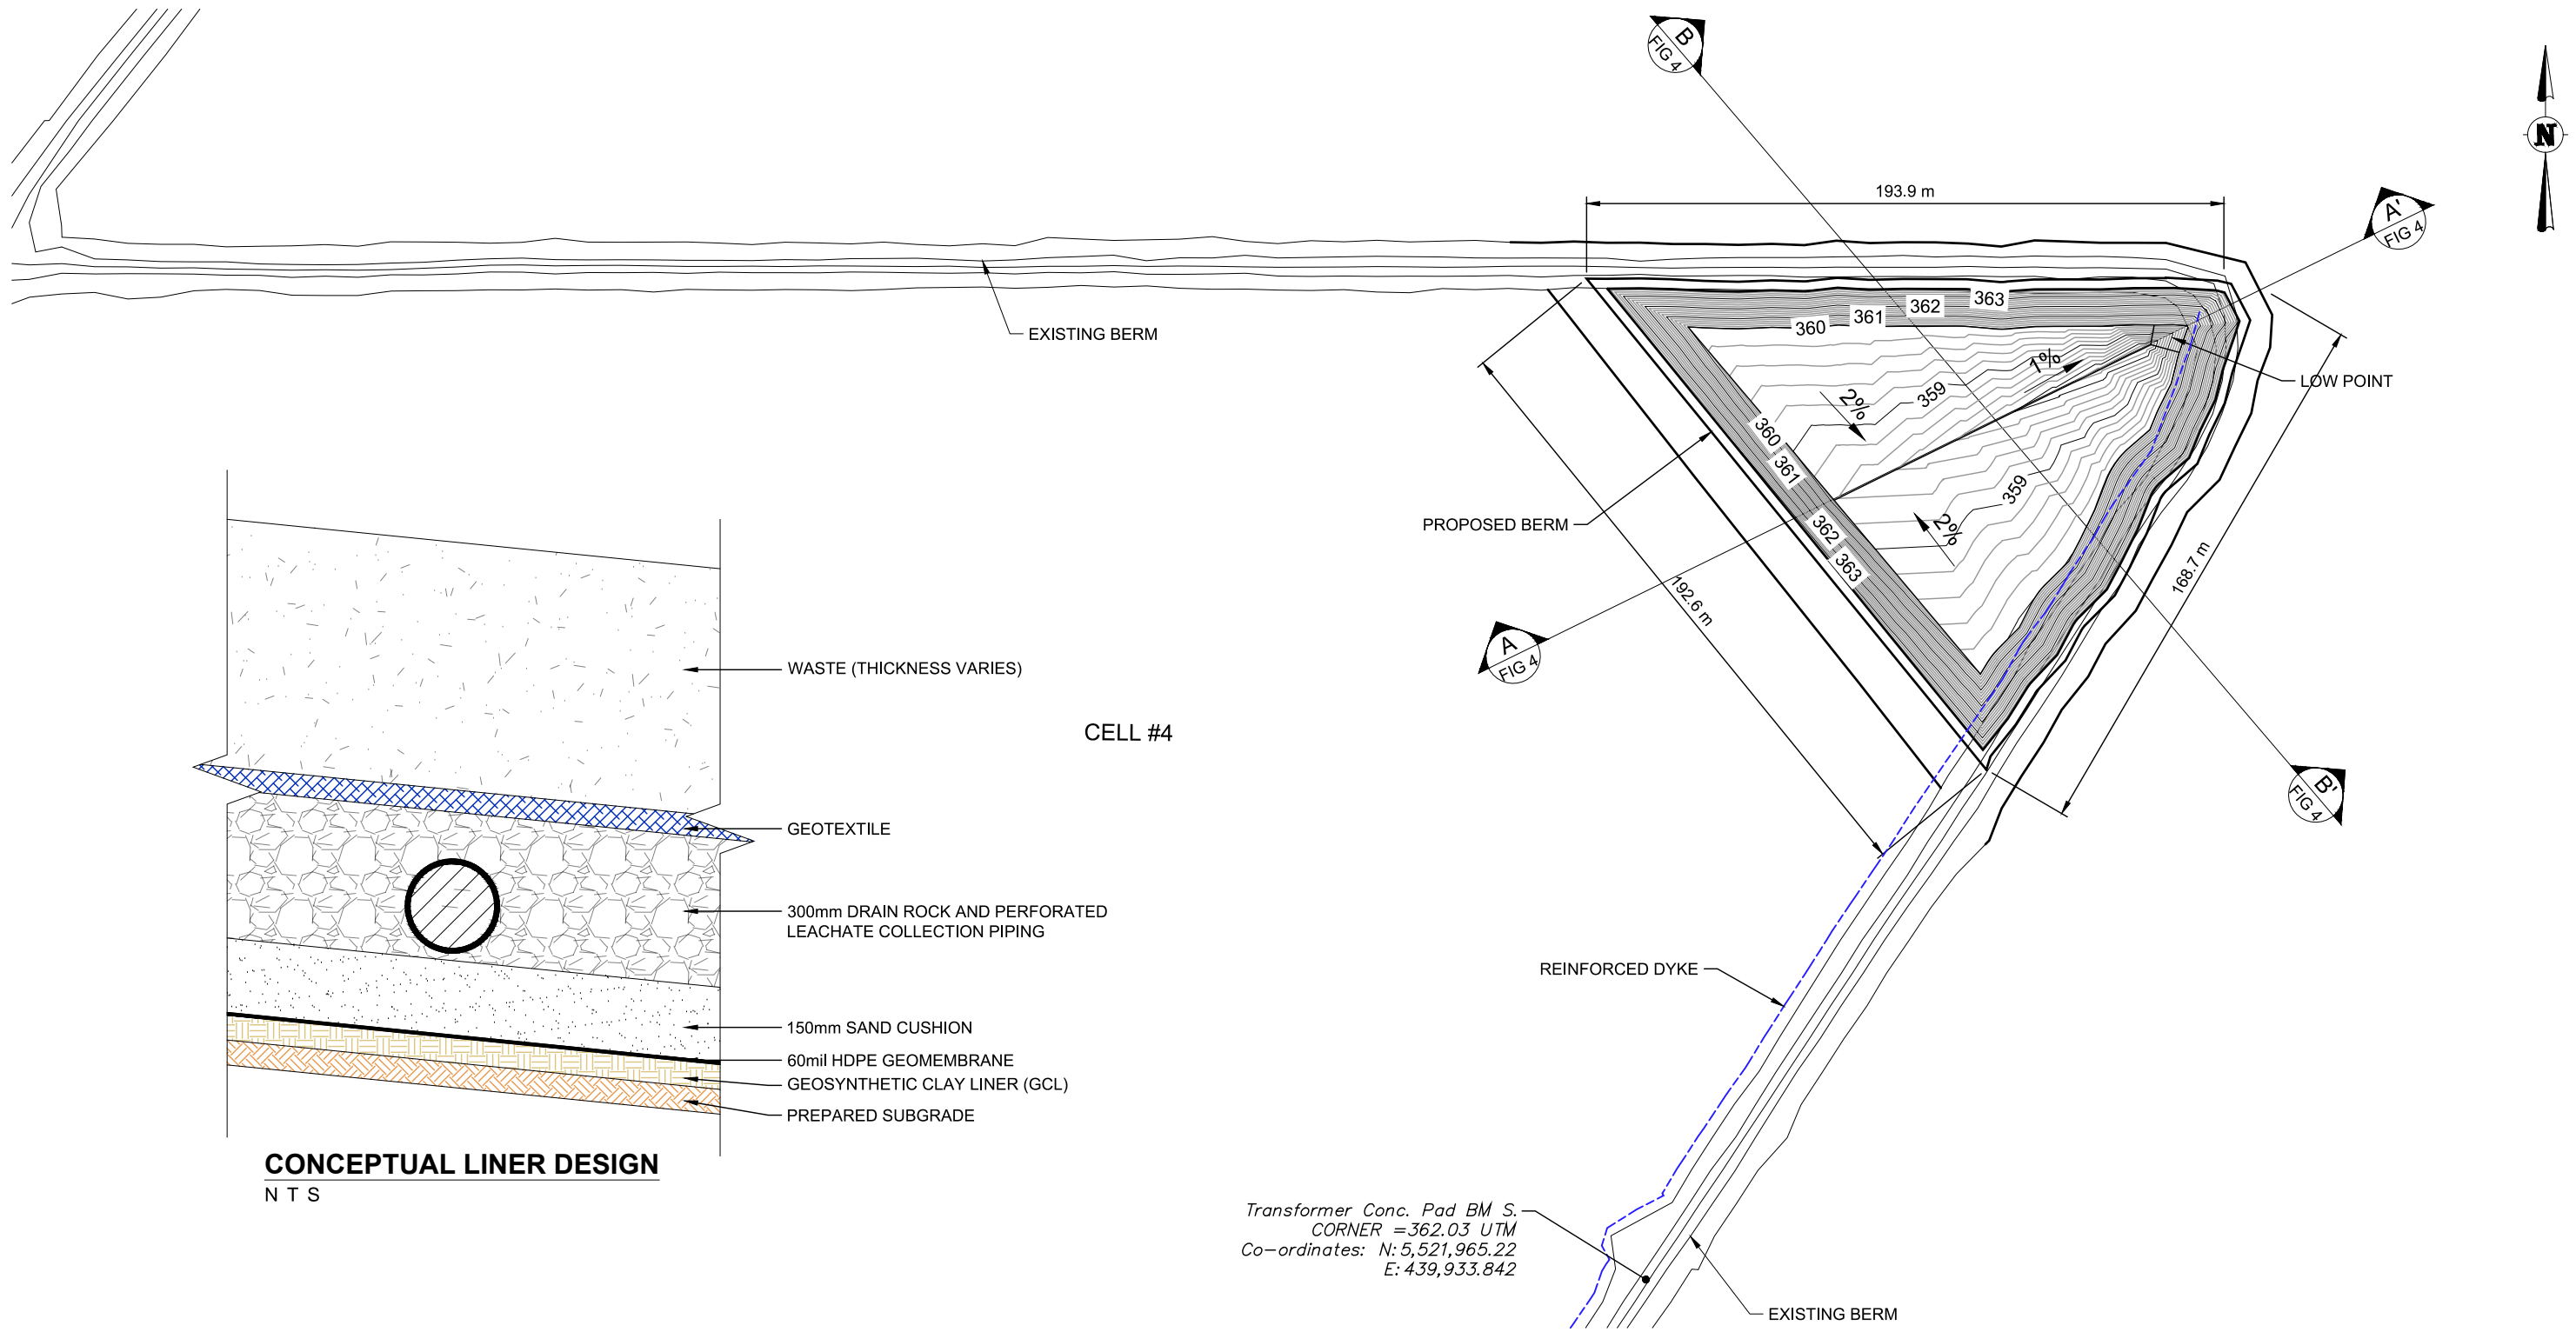 B
FIG 4
N
193.9 m
A'
FIG 4
363
362
361
360
EXISTING BERM
1%
LOW POINT
2%
359
360
361
359
PROPOSED BERM
362
2%
363
168.7 m
192.6 m
A
FIG 4
WASTE (THICKNESS VARIES)
CELL #4
B'
FIG 4
GEOTEXTILE
300mm DRAIN ROCK AND PERFORATED
LEACHATE COLLECTION PIPING
REINFORCED DYKE
150mm SAND CUSHION
60mil HDPE GEOMEMBRANE
GEOSYNTHETIC CLAY LINER (GCL)
PREPARED SUBGRADE
CONCEPTUAL LINER DESIGN
N T S
Transformer Conc. Pad BM S.
CORNER =362.03 UTM
Co-ordinates: N:5,521,965.22
E:439,933.842
EXISTING BERM